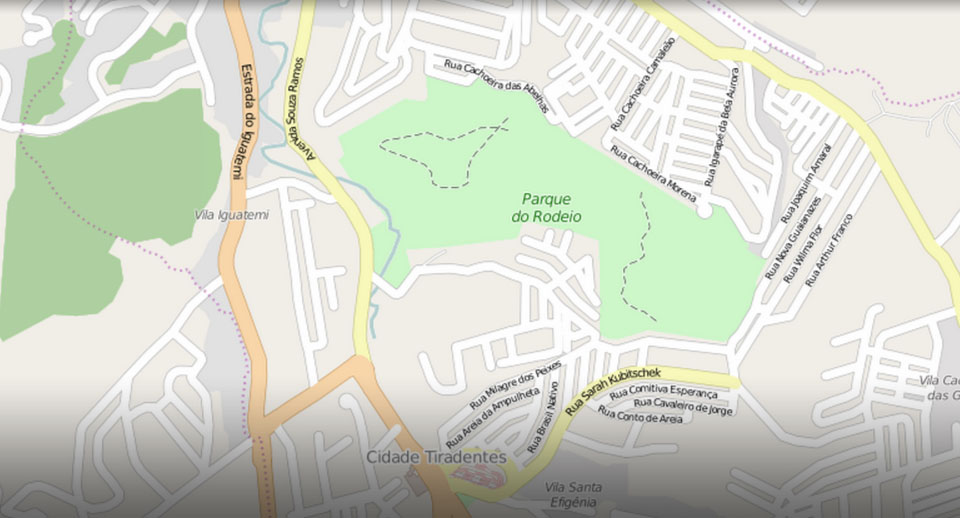 Rua Cachoeira das Abelhas
Rua Cachoeira Camaleão
Estrada do Iguatemi
Avenida Souza Ramos
Rua Igarapé da Bela Aurora
Rua Cachoeira Morena
Rua Joaquim Amaral
Parque
do Rodeio
Vila Iguatemi
Rua Nova Guaianazes
Rua Wilma Flor
Rua Arthur Franco
Rua Milagre dos Peixes
Rua Sarah Kubitschek
Vila Ca
das G
Rua Comitiva Esperança
Rua Areia da Ampulheta
Rua Cavaleiro de Jorge
Rua Brasil Nativo
Rua Conto de Areia
Cidade Tiradentes
Vila Santa
Efigênia